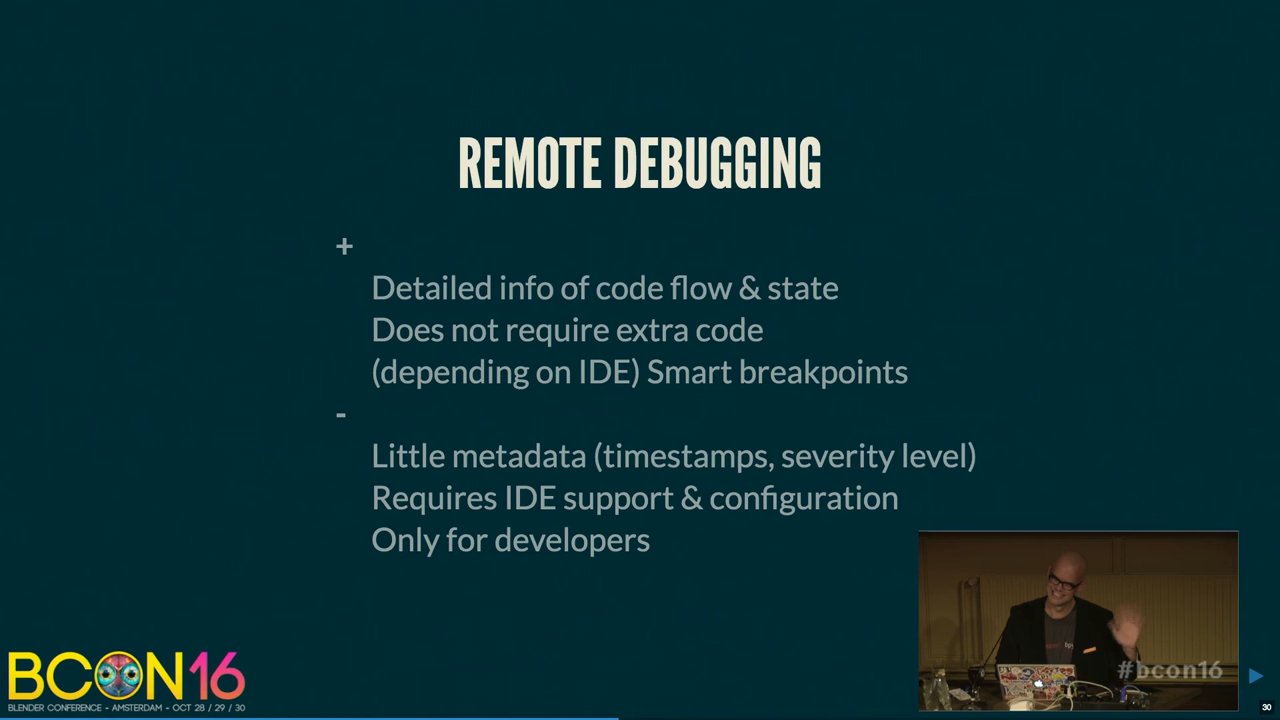 REMOTE DEBUGGING
+
Detailed info of code flow & state
Does not require extra code
(depending on IDE) Smart breakpoints
-
Little metadata (timestamps, severity level)
Requires IDE support & configuration
Only for developers
#bcon16
BCON16
BLENDER CONFERENCE - AMSTERDAM - OCT 28 / 29 / 30
30